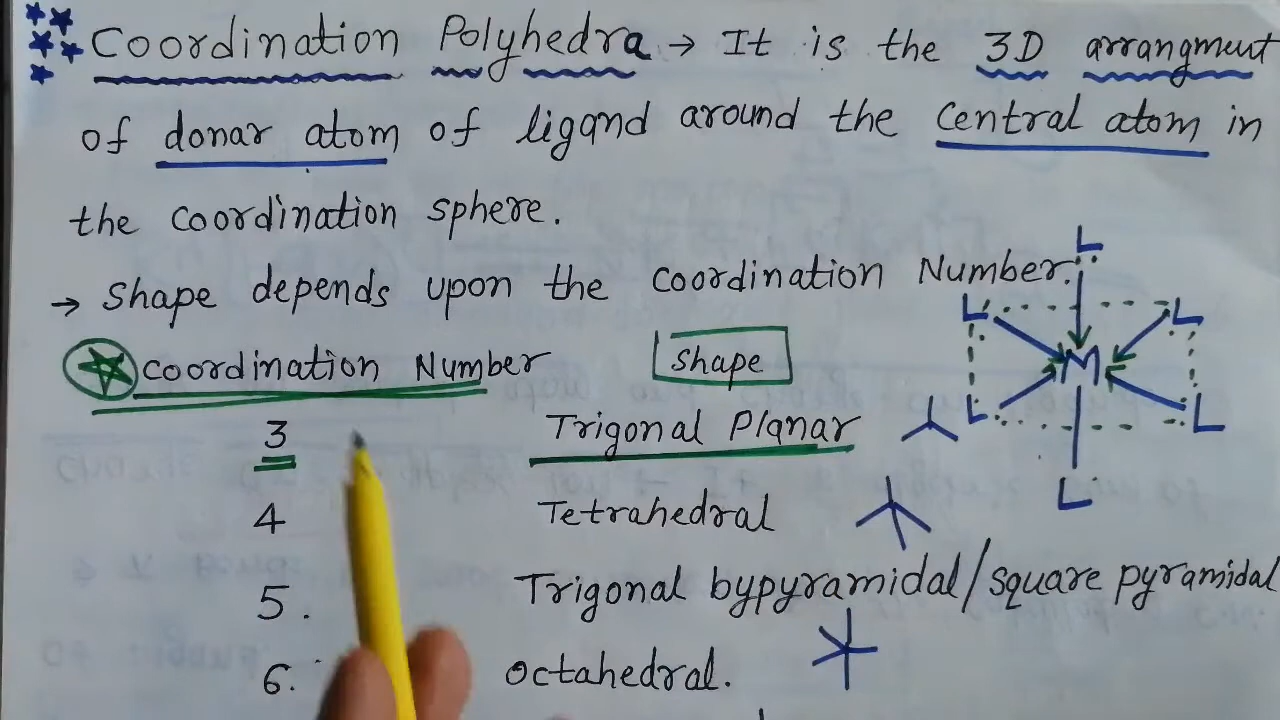 Coordination Polyhedra → It is the 3D arrangment
of donar atom of ligand around the central atom in
the coordination sphere.
→ Shape depends upon the coordination Number.
L
L L
M
L L
L
coordination Number Shape
3 Trigonal Planar
4 Tetrahedral
5. Trigonal bypyramidal/square pyramidal
6. octahedral.